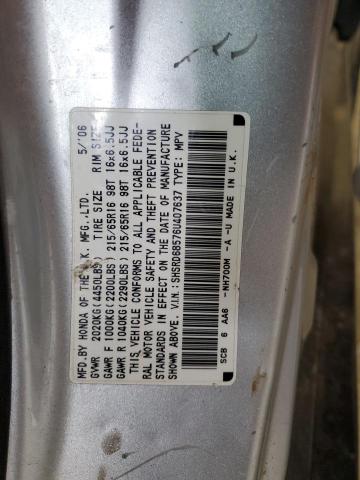 MFD.BY HONDA OF THE U.K. MFG.,LTD. 5/'06
GVWR 2020KG(4450LBS) TIRE SIZE RIM SIZE
GAWR F 1000KG(2200LBS) 215/65R16 98T 16x6.5JJ
GAWR R 1040KG(2290LBS) 215/65R16 98T 16x6.5JJ
THIS VEHICLE CONFORMS TO ALL APPLICABLE FEDE-
RAL MOTOR VEHICLE SAFETY AND THEFT PREVENTION
STANDARDS IN EFFECT ON THE DATE OF MANUFACTURE
SHOWN ABOVE. V.I.N.:SHSRD68576U407637 TYPE: MPV
SCB 6 AA6 -NH700M -A -U MADE IN U.K.